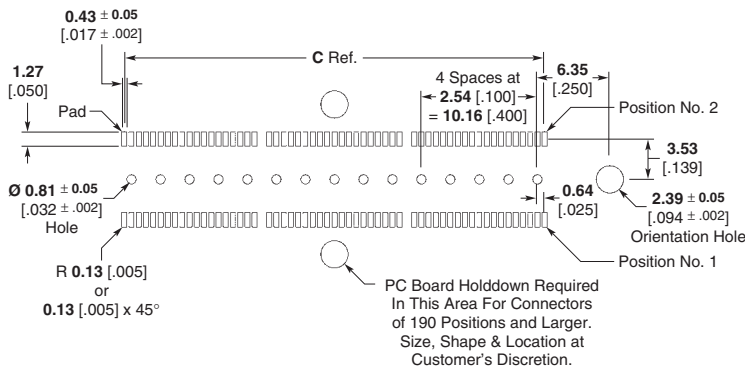 0.43 ± 0.05
[.017 ± .002]
C Ref.
1.27
[.050]
4 Spaces at
2.54 [.100]
= 10.16 [.400]
6.35
[.250]
Pad
Position No. 2
3.53
[.139]
Ø 0.81 ± 0.05
[.032 ± .002]
Hole
0.64
[.025]
2.39 ± 0.05
[.094 ± .002]
Orientation Hole
R 0.13 [.005]
or
0.13 [.005] x 45°
Position No. 1
PC Board Holddown Required
In This Area For Connectors
of 190 Positions and Larger.
Size, Shape & Location at
Customer's Discretion.